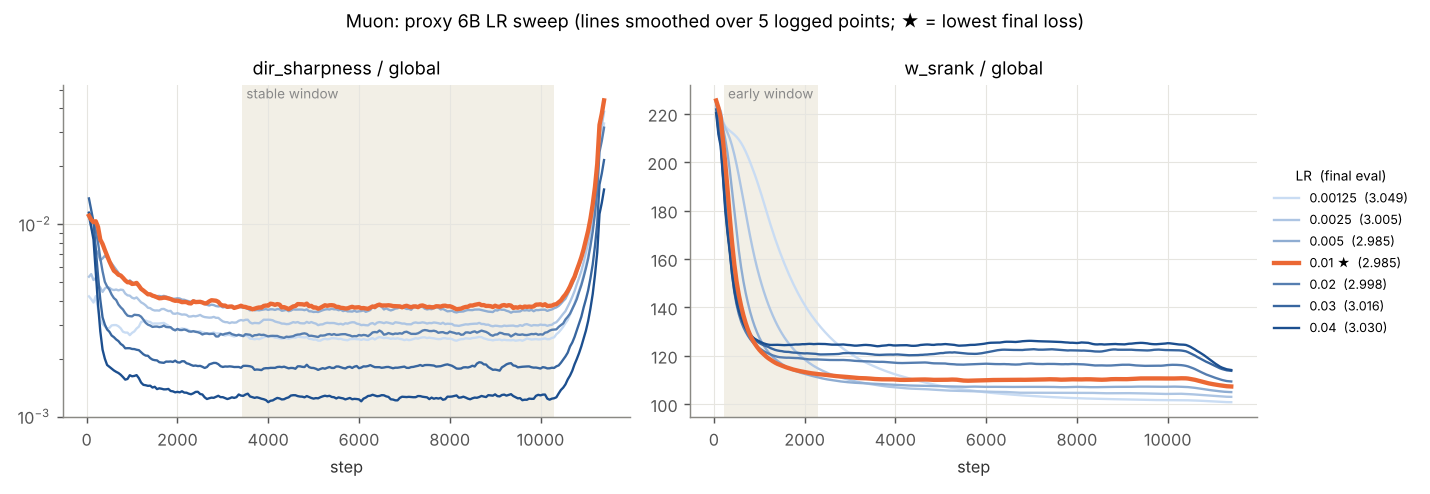 Muon: proxy 6B LR sweep (lines smoothed over 5 logged points; ★ = lowest final loss)
dir_sharpness / global
stable window
10⁻²
10⁻³
0 2000 4000 6000 8000 10000
step
w_srank / global
early window
220
200
180
160
140
120
100
0 2000 4000 6000 8000 10000
step
LR (final eval)
0.00125 (3.049)
0.0025 (3.005)
0.005 (2.985)
0.01 ★ (2.985)
0.02 (2.998)
0.03 (3.016)
0.04 (3.030)